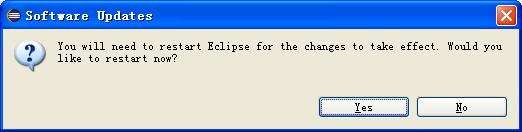 Software Updates
You will need to restart Eclipse for the changes to take effect. Would you
like to restart now?
Yes
No